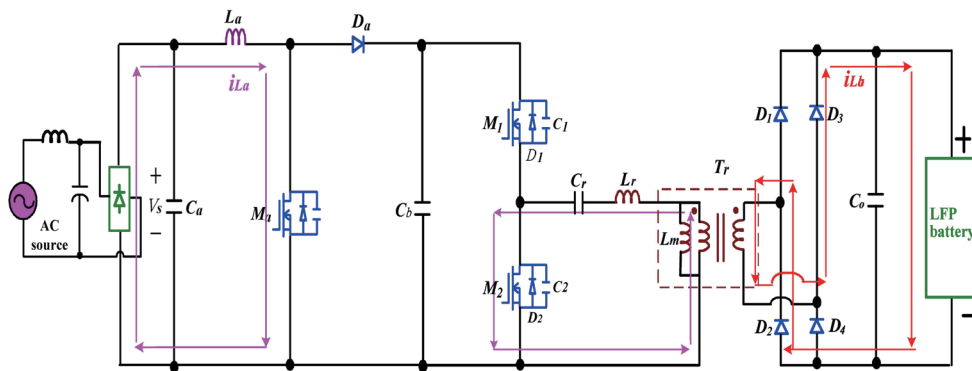 La
Da
iLa
iLb
M1
C1
D1
D1
D3
AC
source
+
Vs
−
Ca
Ma
Cb
Cr
Lr
Tr
Lm
Co
+
LFP
battery
−
M2
C2
D2
D2
D4